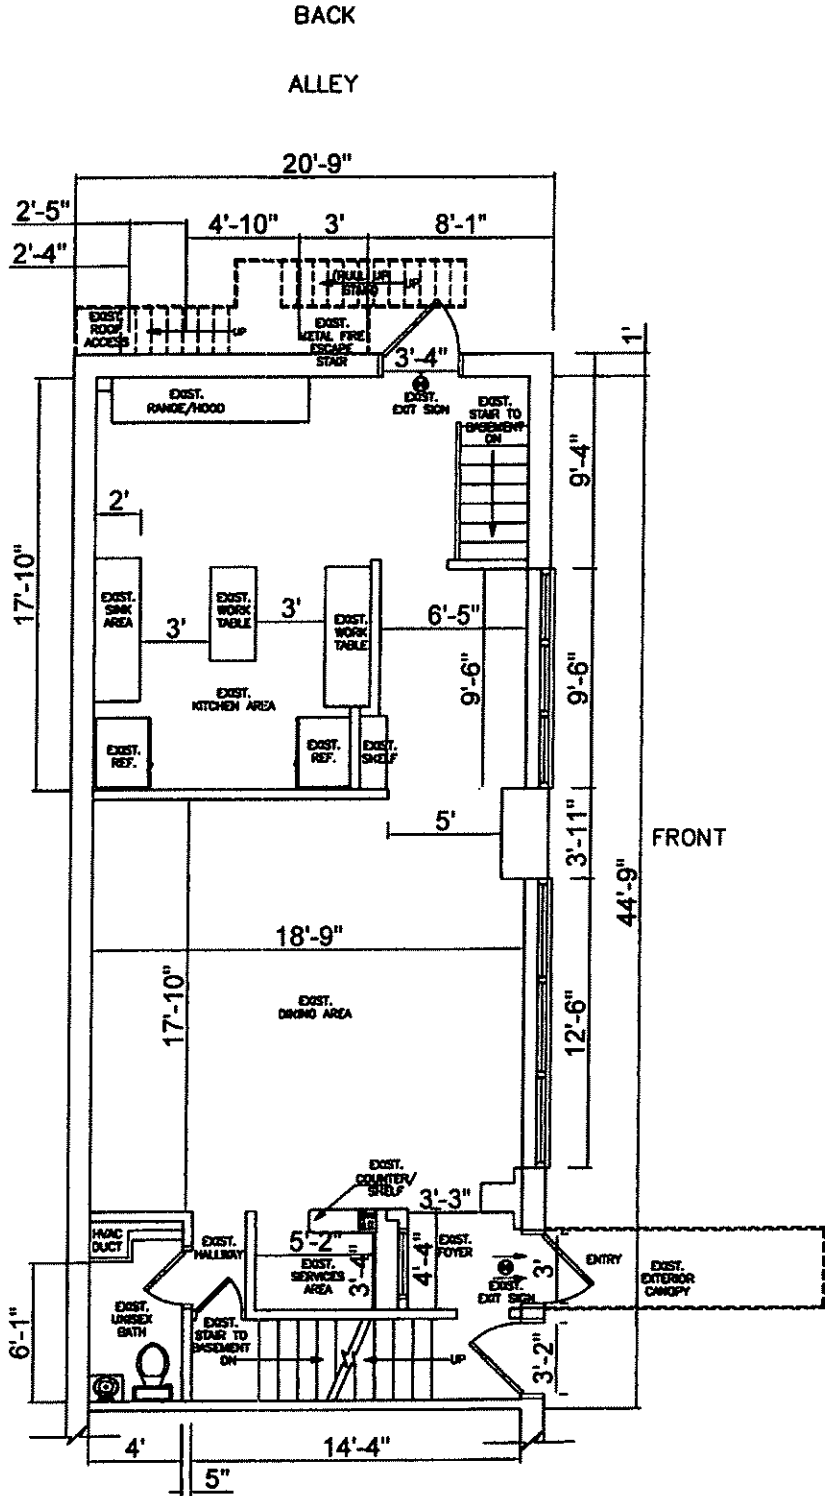 BACK
ALLEY
20'-9"
2'-5"
4'-10"
3'
8'-1"
2'-4"
(PULL UP
STAIR)
UP
EXIST.
ROOF
ACCESS
UP
EXIST.
METAL FIRE
ESCAPE
STAIR
1'
3'-4"
EXIST.
RANGE/HOOD
EXIST.
EXIT SIGN
EXIST.
STAIR TO
BASEMENT
DN
9'-4"
2'
17'-10"
EXIST.
SINK
AREA
3'
EXIST.
WORK
TABLE
3'
EXIST.
WORK
TABLE
6'-5"
9'-6"
9'-6"
EXIST.
KITCHEN AREA
EXIST.
REF.
EXIST.
REF.
EXIST.
SHELF
5'
3'-11"
FRONT
44'-9"
18'-9"
17'-10"
EXIST.
DINING AREA
12'-6"
EXIST.
COUNTER/
SHELF
3'-3"
HVAC
DUCT
EXIST.
HALLWAY
5'-2"
EXIST.
SERVICES
AREA
3'-4"
4'-4"
EXIST.
FOYER
EXIST.
EXIT SIGN
3'
ENTRY
EXIST.
EXTERIOR
CANOPY
6'-1"
EXIST.
UNISEX
BATH
EXIST.
STAIR TO
BASEMENT
DN
UP
3'-2"
4'
14'-4"
5"